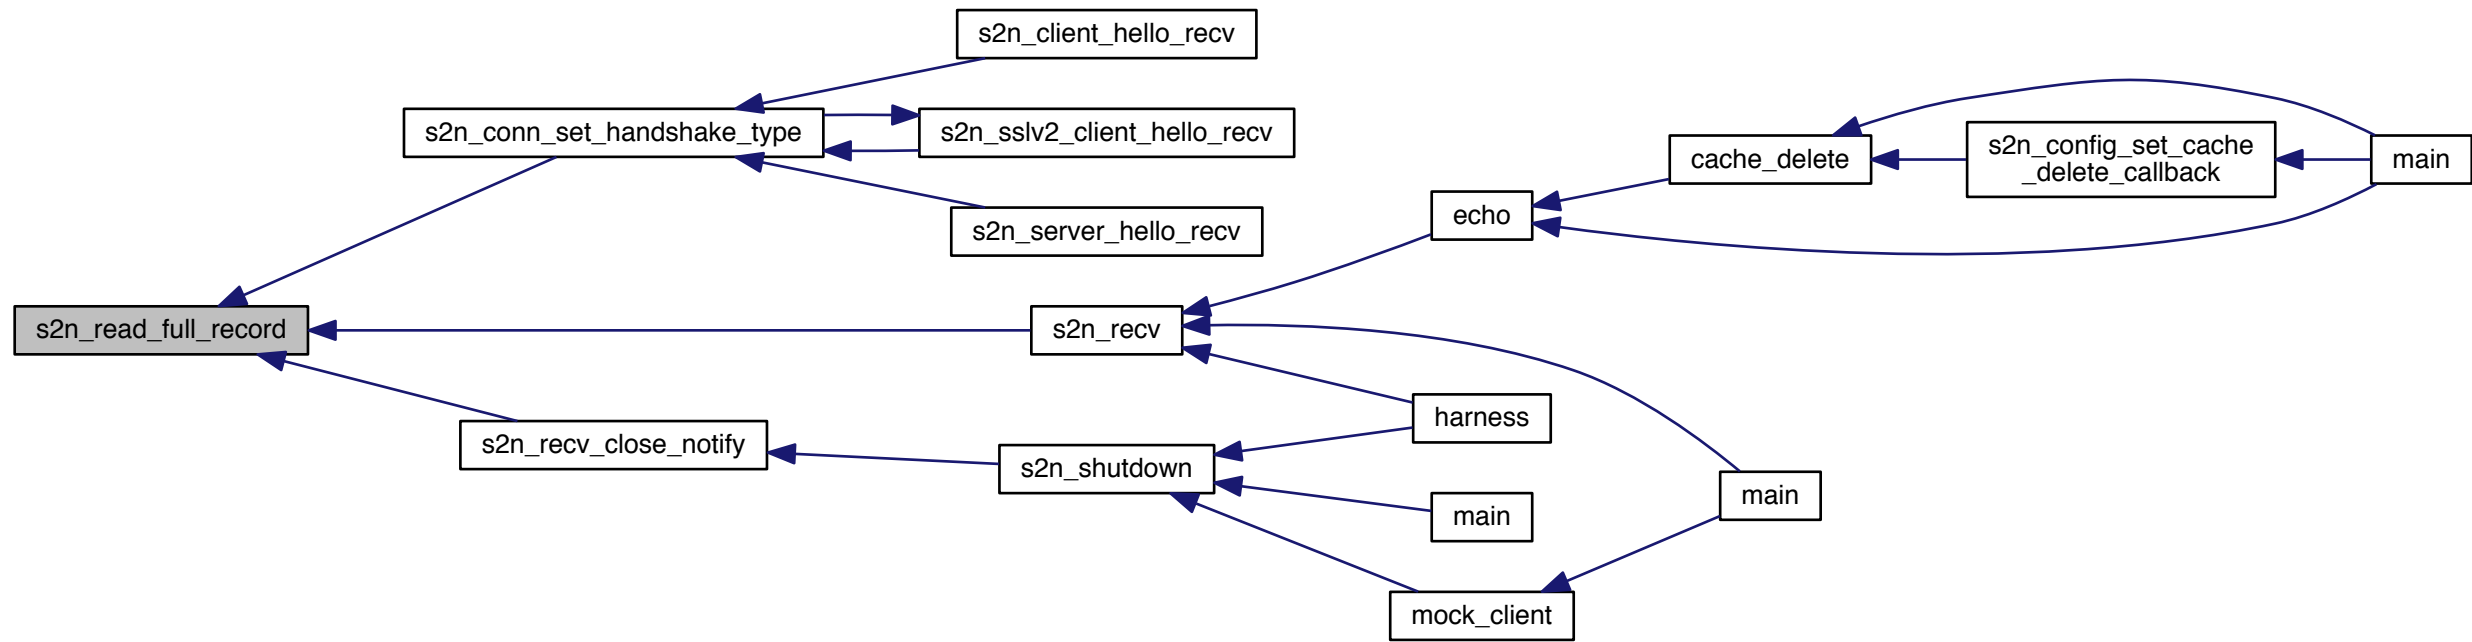 s2n_client_hello_recv
s2n_conn_set_handshake_type
s2n_sslv2_client_hello_recv
s2n_server_hello_recv
cache_delete
s2n_config_set_cache
_delete_callback
main
echo
s2n_read_full_record
s2n_recv
harness
s2n_recv_close_notify
s2n_shutdown
main
main
mock_client